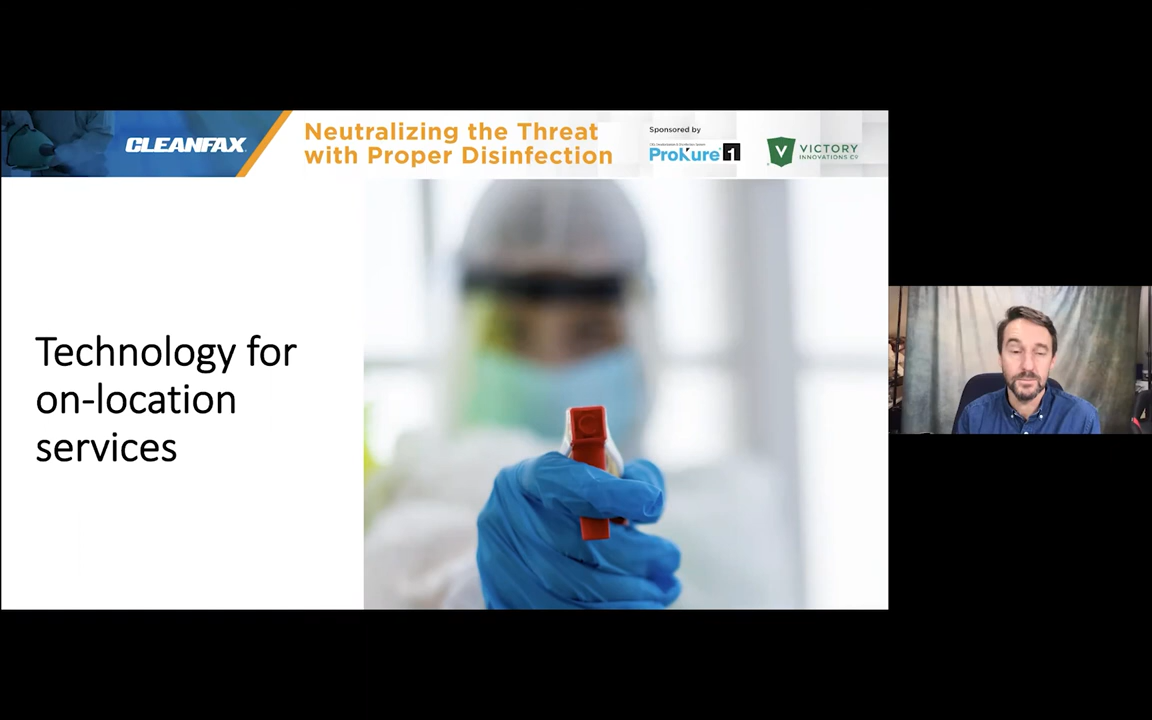 CLEANFAX
Neutralizing the Threat
with Proper Disinfection
Sponsored by
ProKure 1
V
VICTORY
INNOVATIONS CO
Technology for
on-location
services